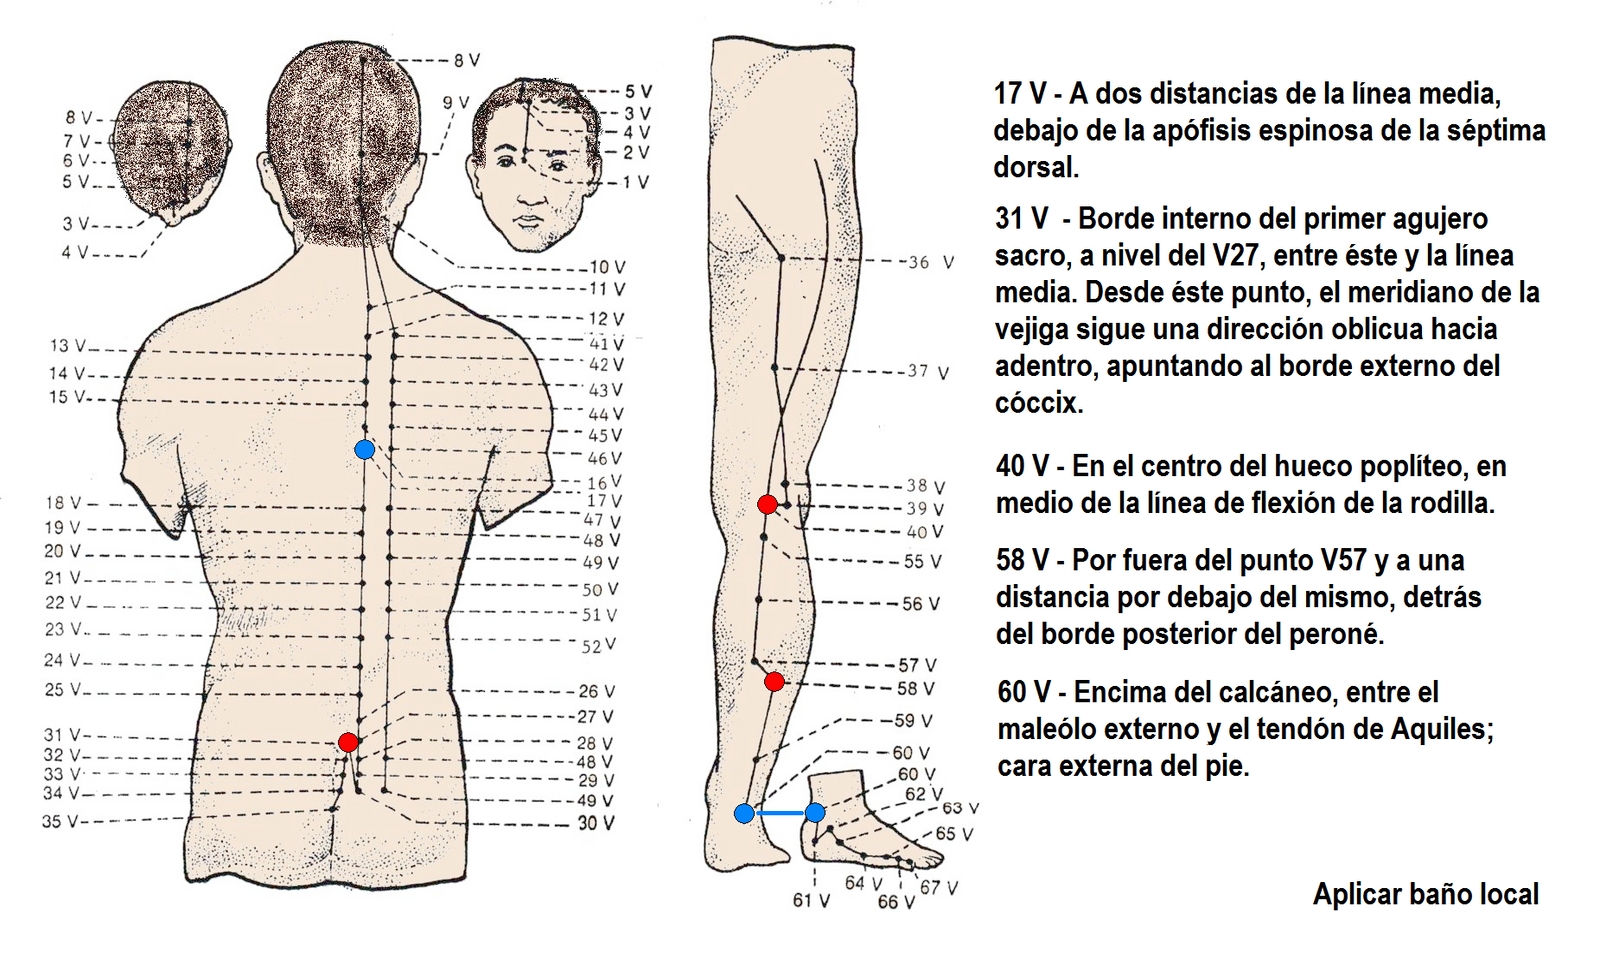 8 V
7 V
6 V
5 V
3 V
4 V
8 V
9 V
5 V
3 V
4 V
2 V
1 V
10 V
11 V
12 V
41 V
42 V
43 V
44 V
45 V
46 V
16 V
17 V
47 V
48 V
49 V
50 V
51 V
52 V
26 V
27 V
28 V
48 V
29 V
49 V
30 V
13 V
14 V
15 V
18 V
19 V
20 V
21 V
22 V
23 V
24 V
25 V
31 V
32 V
33 V
34 V
35 V
36 V
37 V
38 V
39 V
40 V
55 V
56 V
57 V
58 V
59 V
60 V
60 V
62 V
63 V
65 V
64 V
67 V
66 V
61 V
17 V - A dos distancias de la línea media,
debajo de la apófisis espinosa de la séptima
dorsal.
31 V - Borde interno del primer agujero
sacro, a nivel del V27, entre éste y la línea
media. Desde éste punto, el meridiano de la
vejiga sigue una dirección oblicua hacia
adentro, apuntando al borde externo del
cóccix.
40 V - En el centro del hueco poplíteo, en
medio de la línea de flexión de la rodilla.
58 V - Por fuera del punto V57 y a una
distancia por debajo del mismo, detrás
del borde posterior del peroné.
60 V - Encima del calcáneo, entre el
maleólo externo y el tendón de Aquiles;
cara externa del pie.
Aplicar baño local